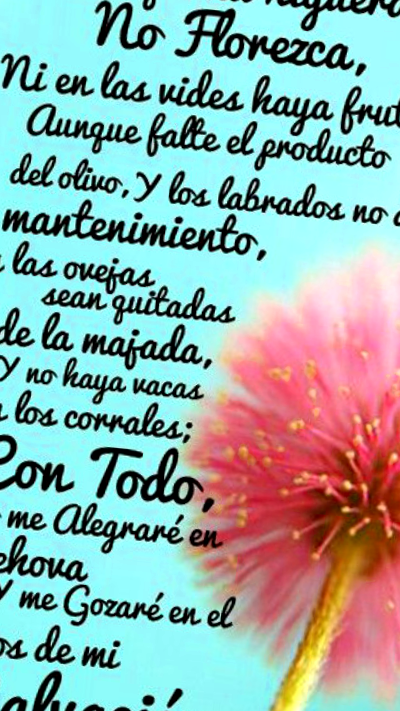 No Florezca,
Ni en las vides haya frut
Aunque falte el producto
del olivo, Y los labrados no
mantenimiento,
las ovejas
sean quitadas
de la majada,
Y no haya vacas
los corrales;
Con Todo,
me Alegraré en
ehova
Y me Gozaré en el
os de mi